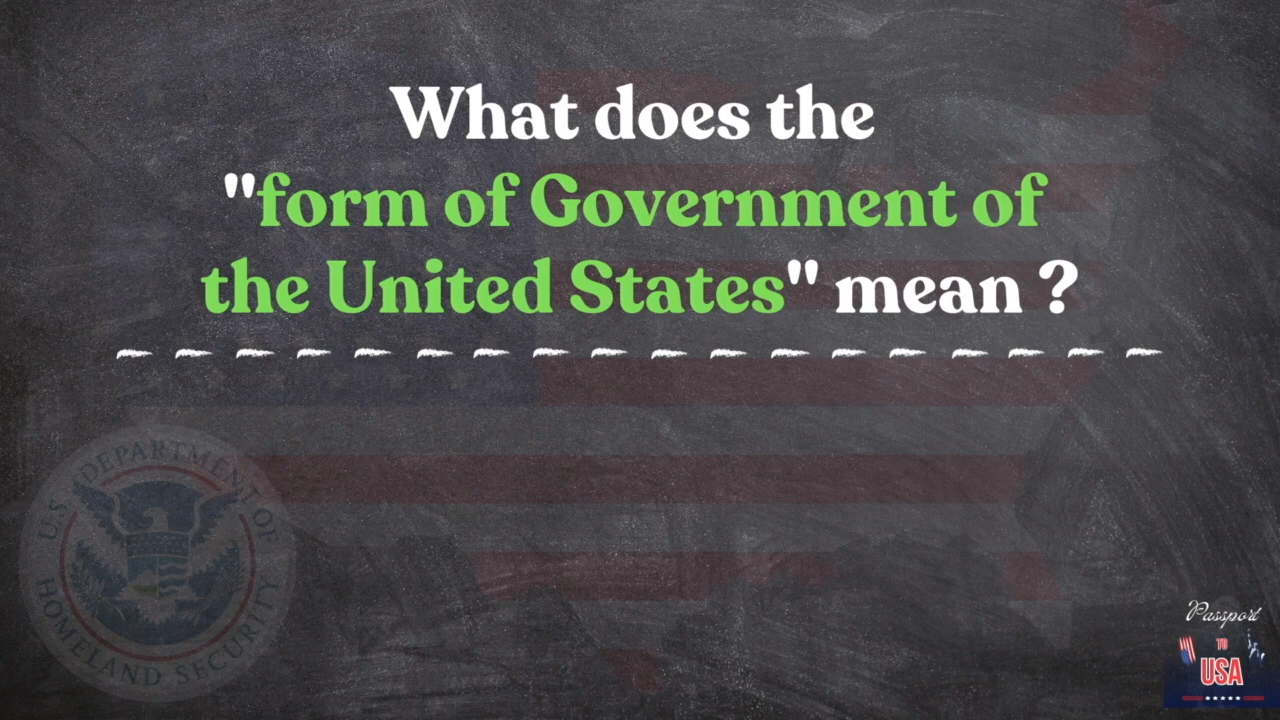 What does the
"form of Government of
the United States" mean ?
U.S. DEPARTMENT OF
HOMELAND SECURITY
Passport
TO
USA